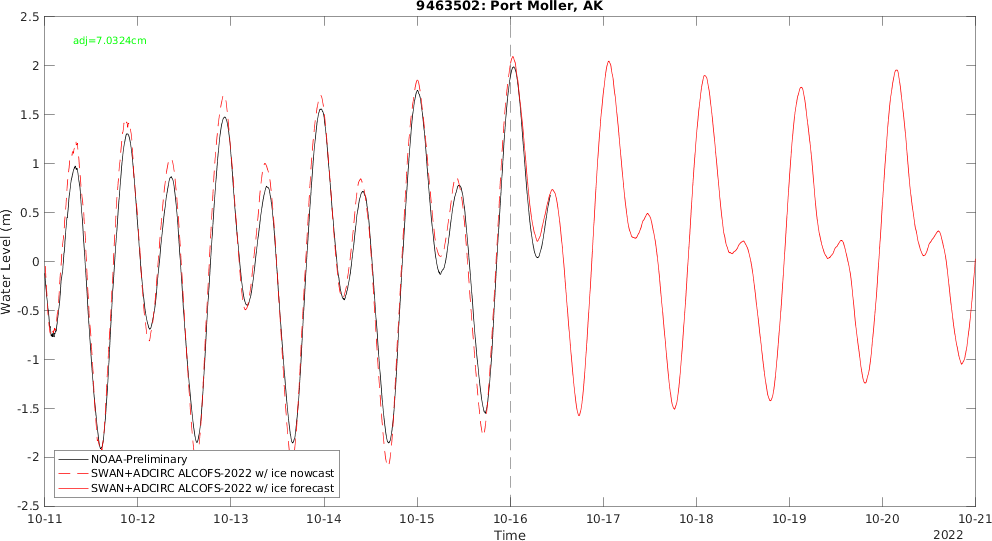 9463502: Port Moller, AK
adj=7.0324cm
Water Level (m)
2.5
2
1.5
1
0.5
0
-0.5
-1
-1.5
-2
-2.5
NOAA-Preliminary
SWAN+ADCIRC ALCOFS-2022 w/ ice nowcast
SWAN+ADCIRC ALCOFS-2022 w/ ice forecast
10-11 10-12 10-13 10-14 10-15 10-16 10-17 10-18 10-19 10-20 10-21
Time
2022